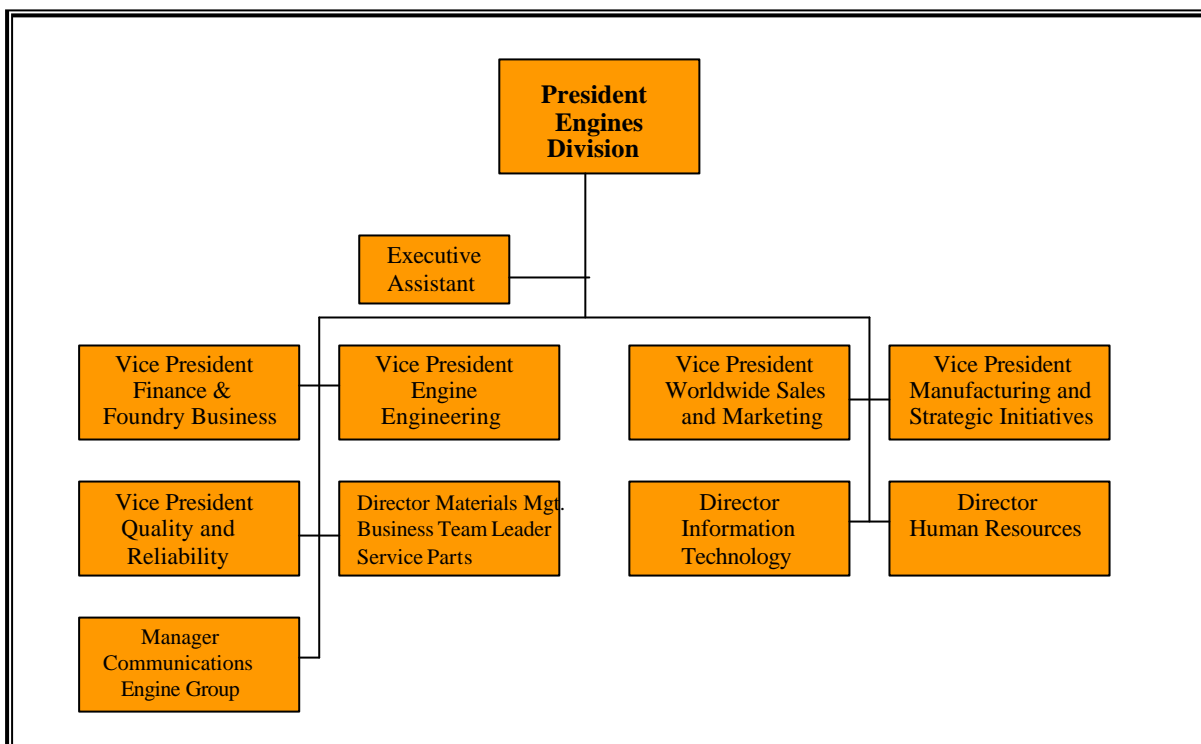 President
Engines
Division
Executive
Assistant
Vice President
Finance &
Foundry Business
Vice President
Engine
Engineering
Vice President
Worldwide Sales
and Marketing
Vice President
Manufacturing and
Strategic Initiatives
Vice President
Quality and
Reliability
Director Materials Mgt.
Business Team Leader
Service Parts
Director
Information
Technology
Director
Human Resources
Manager
Communications
Engine Group